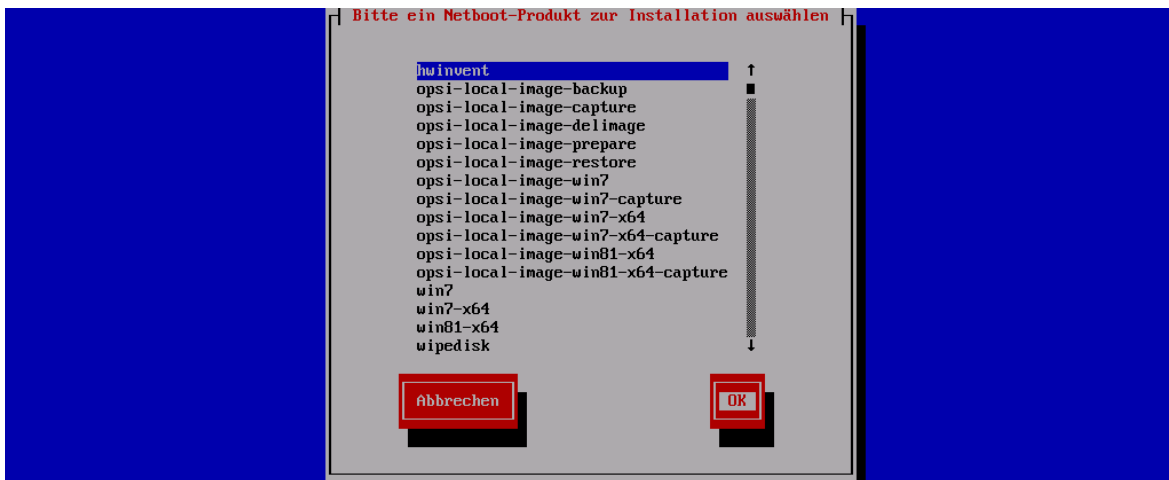 Bitte ein Netboot-Produkt zur Installation auswählen
hwinvent
opsi-local-image-backup
opsi-local-image-capture
opsi-local-image-delimage
opsi-local-image-prepare
opsi-local-image-restore
opsi-local-image-win7
opsi-local-image-win7-capture
opsi-local-image-win7-x64
opsi-local-image-win7-x64-capture
opsi-local-image-win81-x64
opsi-local-image-win81-x64-capture
win7
win7-x64
win81-x64
wipedisk
Abbrechen
OK